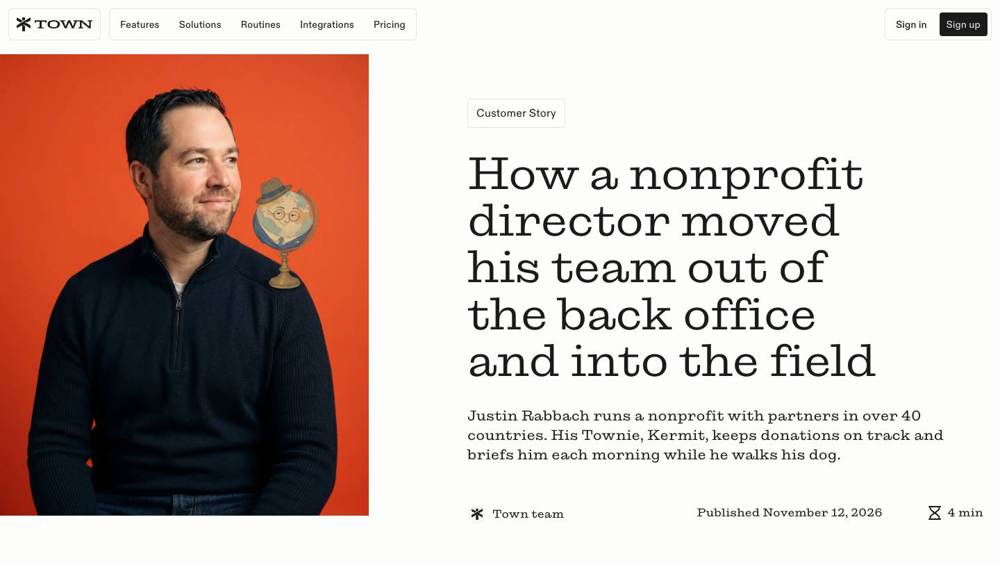 TOWN
Features
Solutions
Routines
Integrations
Pricing
Sign in
Sign up
Customer Story
How a nonprofit
director moved
his team out of
the back office
and into the field
Justin Rabbach runs a nonprofit with partners in over 40
countries. His Townie, Kermit, keeps donations on track and
briefs him each morning while he walks his dog.
Town team
Published November 12, 2026
4 min